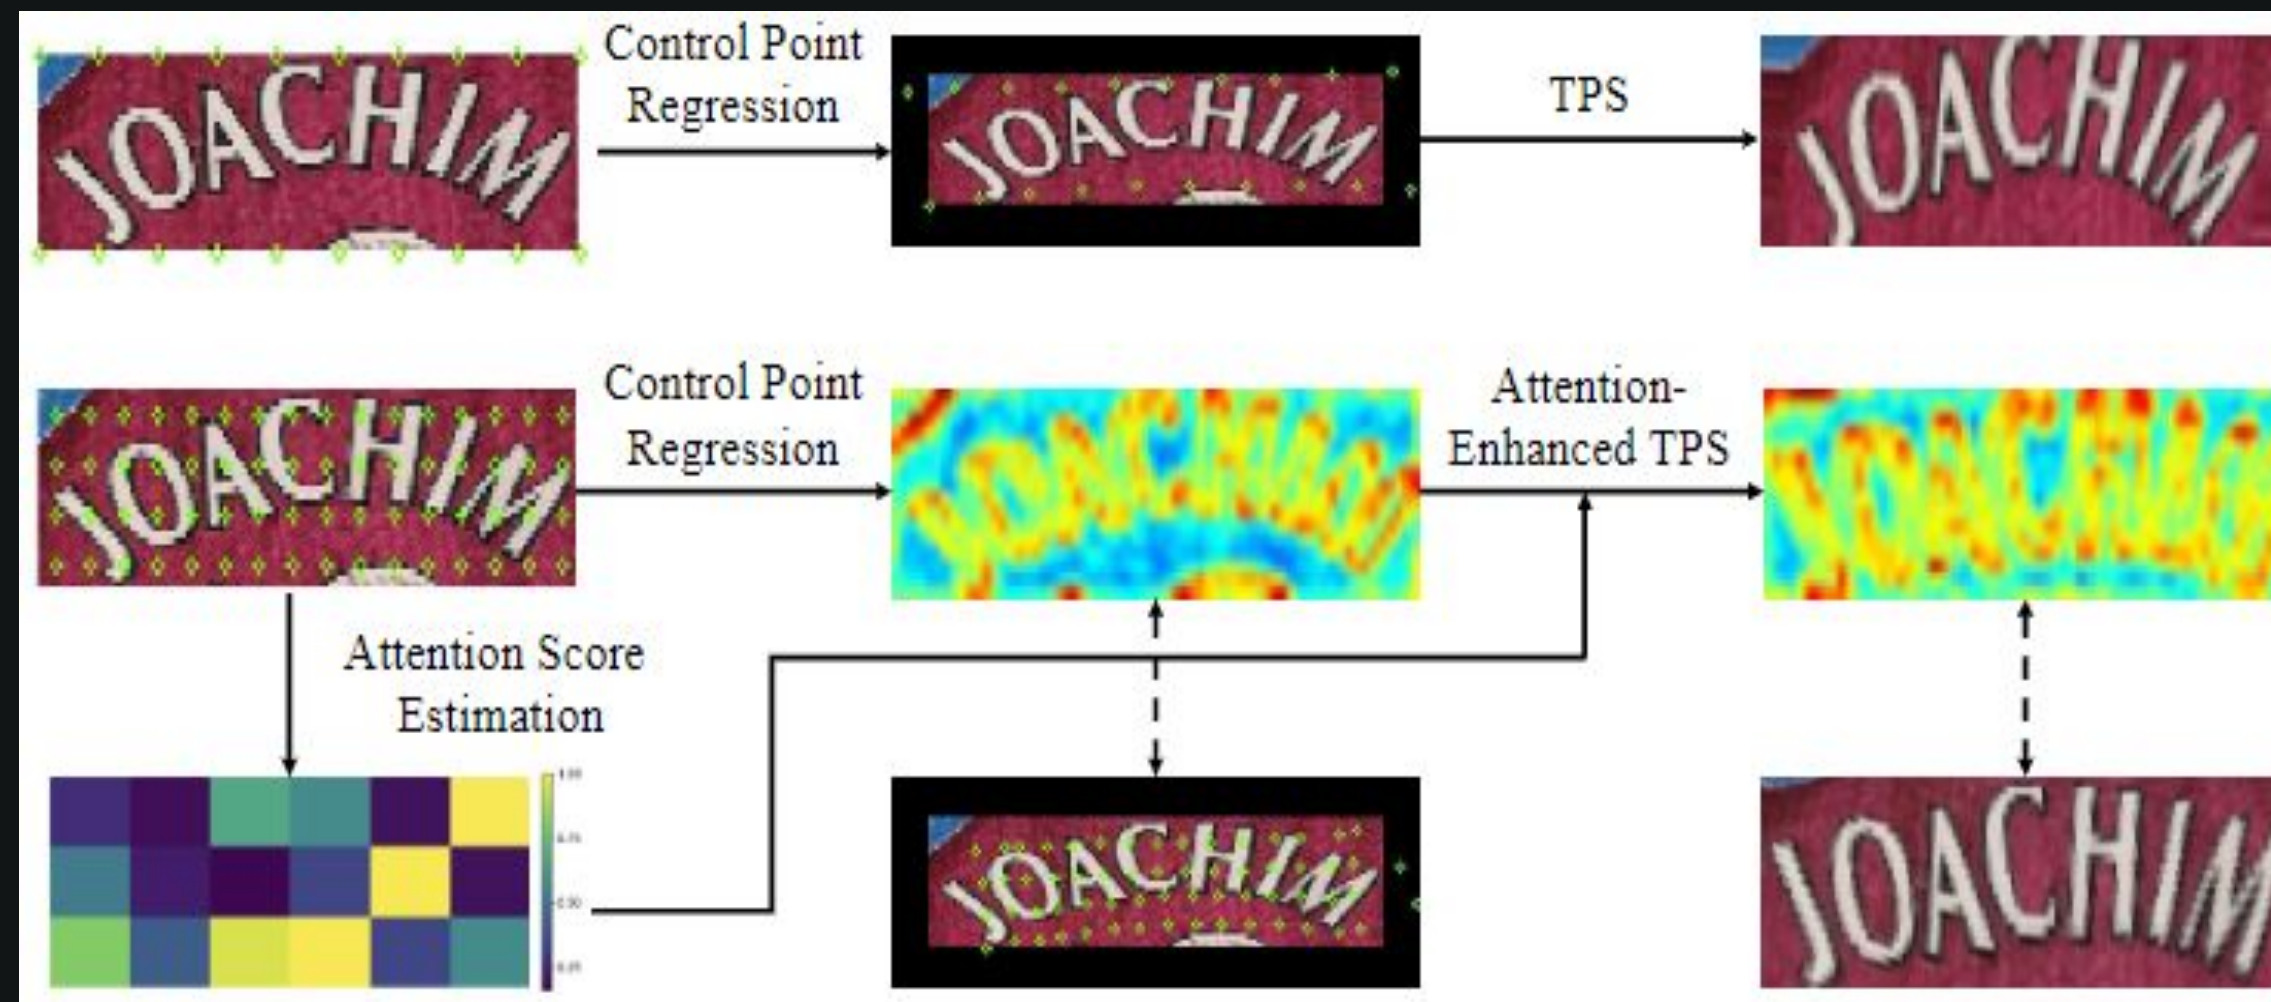 Control Point
Regression
TPS
JOACHIM
JOACHIM
JOACHIM
Control Point
Regression
Attention-
Enhanced TPS
JOACHIM
Attention Score
Estimation
JOACHIM
JOACHIM